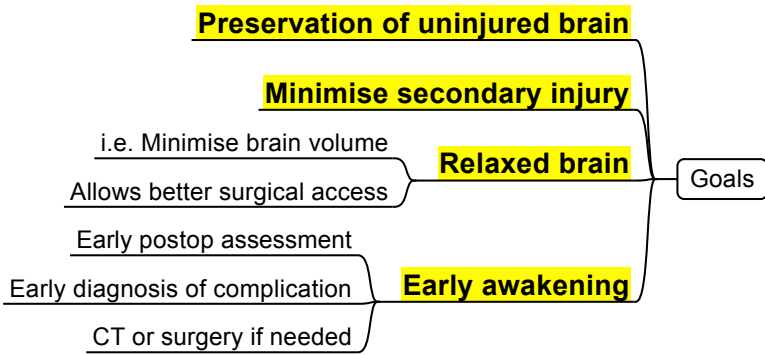 Preservation of uninjured brain
Minimise secondary injury
i.e. Minimise brain volume
Relaxed brain
Allows better surgical access
Goals
Early postop assessment
Early diagnosis of complication
Early awakening
CT or surgery if needed